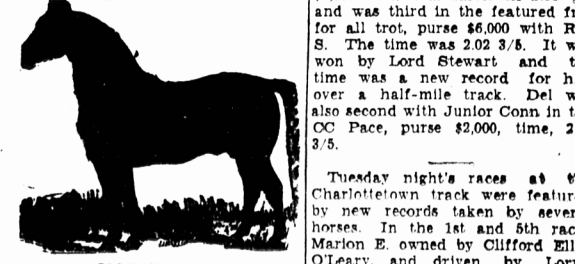 and was third in the featured
for all trot, purse $6,000 with
S. The time was 2.02 3/5. It
won by Lord Stewart and
time was a new record for
over a half-mile track. Del
also second with Junior Conn in
CC Pace, purse $2,000, time,
3/5.
Tuesday night's races at
Charlottetown track were
by new records taken by
horses. In the 1st and 5th
Marion E. owned by Clifford
O'Leary, and driven by